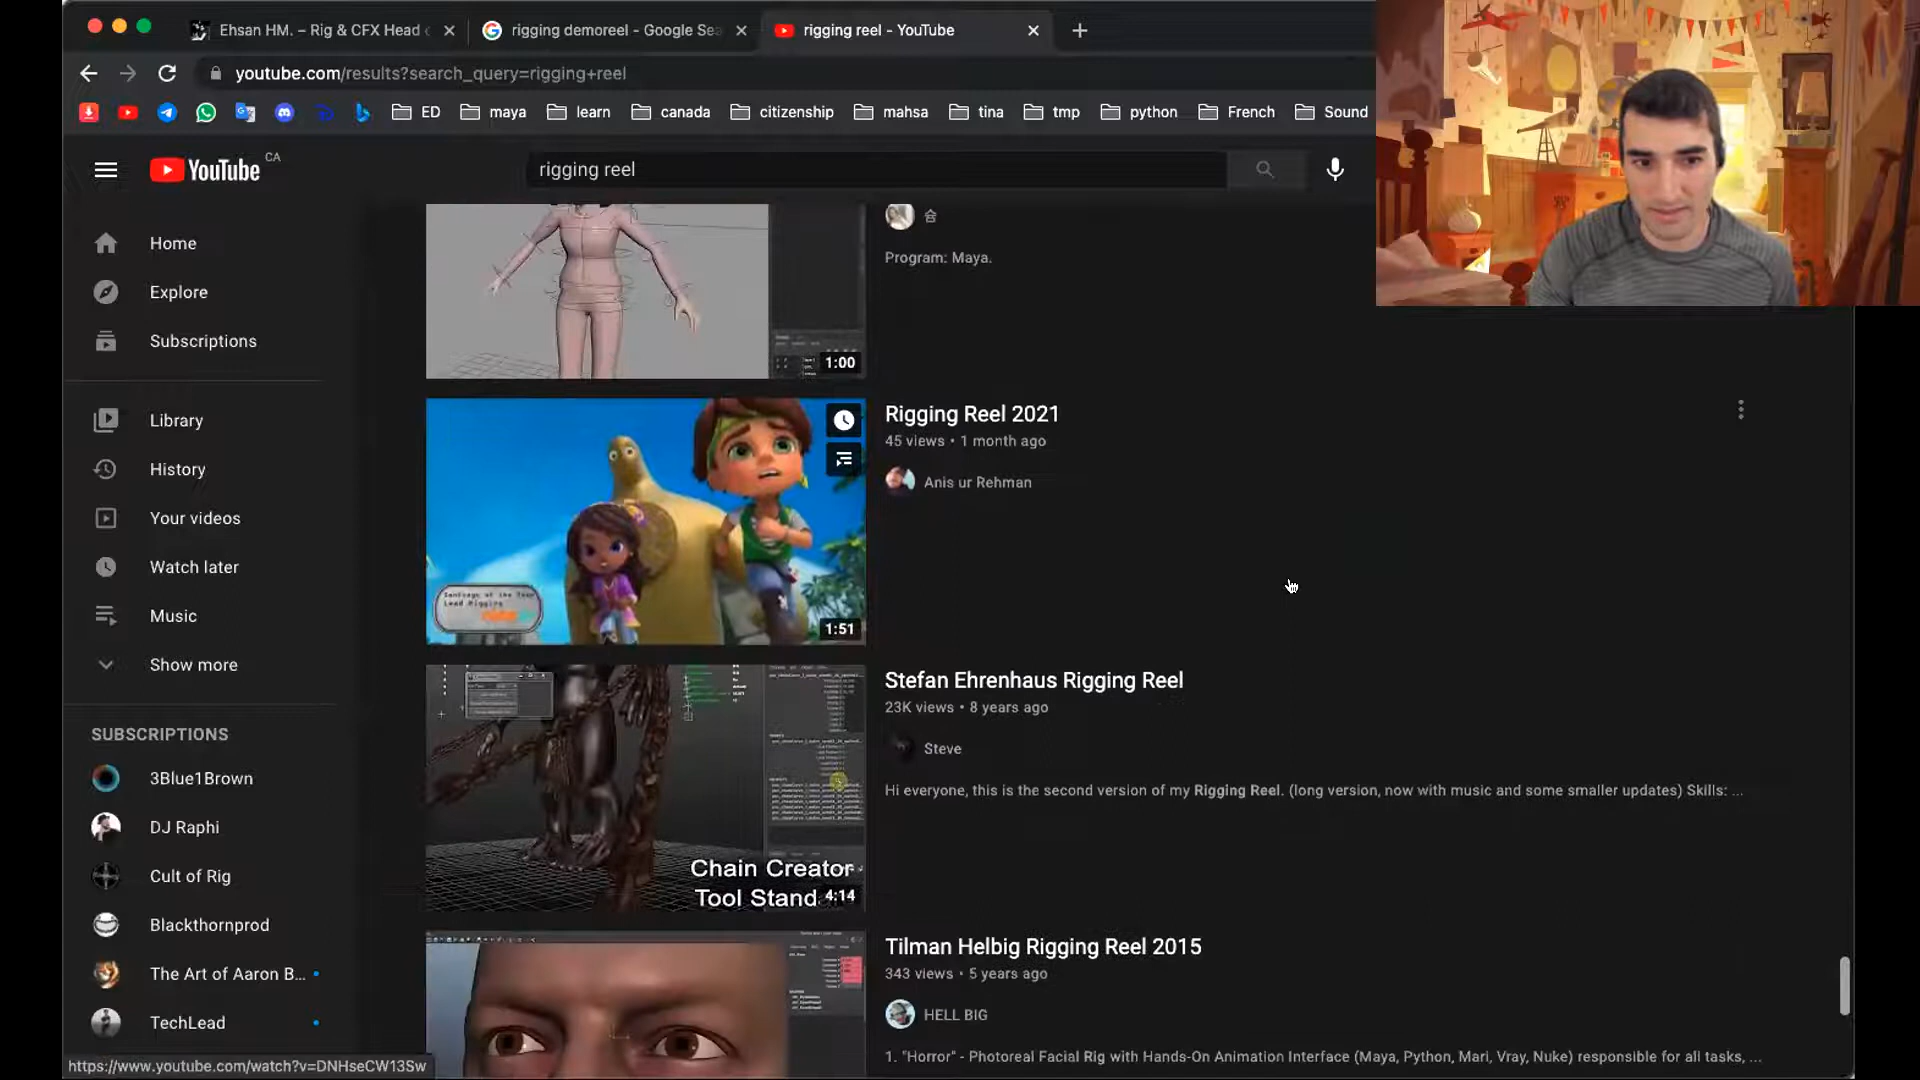 Ehsan HM. – Rig & CFX Head
rigging demoreel - Google Sea
rigging reel - YouTube
youtube.com/results?search_query=rigging+reel
ED
maya
learn
canada
citizenship
mahsa
tina
tmp
python
French
Sound
YouTube
CA
rigging reel
Home
Explore
Subscriptions
Library
History
Your videos
Watch later
Music
Show more
SUBSCRIPTIONS
3Blue1Brown
DJ Raphi
Cult of Rig
Blackthornprod
The Art of Aaron B...
TechLead
Program: Maya.
1:00
Rigging Reel 2021
45 views • 1 month ago
Anis ur Rehman
Santiago of the Seas
Lead Rigging
1:51
Stefan Ehrenhaus Rigging Reel
23K views • 8 years ago
Steve
Hi everyone, this is the second version of my Rigging Reel. (long version, now with music and some smaller updates) Skills: ...
Chain Creator
Tool Stand
4:14
Tilman Helbig Rigging Reel 2015
343 views • 5 years ago
HELL BIG
1. "Horror" - Photoreal Facial Rig with Hands-On Animation Interface (Maya, Python, Mari, Vray, Nuke) responsible for all tasks, ...
https://www.youtube.com/watch?v=DNHseCW13Sw